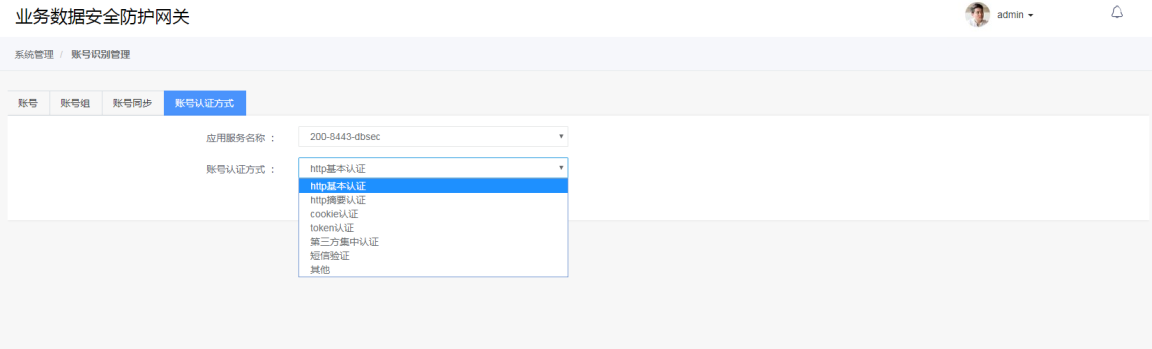 业务数据安全防护网关
admin
系统管理 / 账号识别管理
账号 账号组 账号同步 账号认证方式
应用服务名称 : 200-8443-dbsec
账号认证方式 : http基本认证
http基本认证
http摘要认证
cookie认证
token认证
第三方集中认证
短信验证
其他